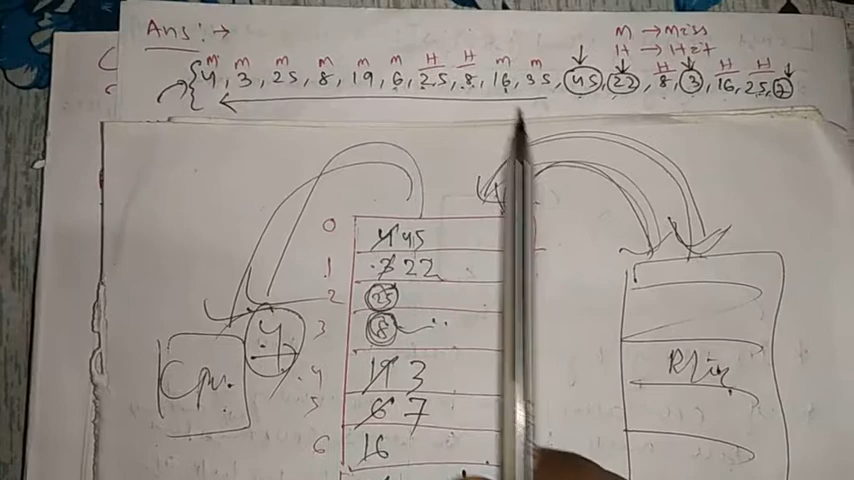 Ans :→
M → Miss
H → Hit
M M M M M M H H M M H H H
{4, 3, 25, 8, 19, 6, 25, 8, 16, 35, 45, 22, 8, 3, 16, 25, 7
0 4 45
1 3 22
2 25
3 8
4 19 3
5 6 7
6 16
4
Cpu.